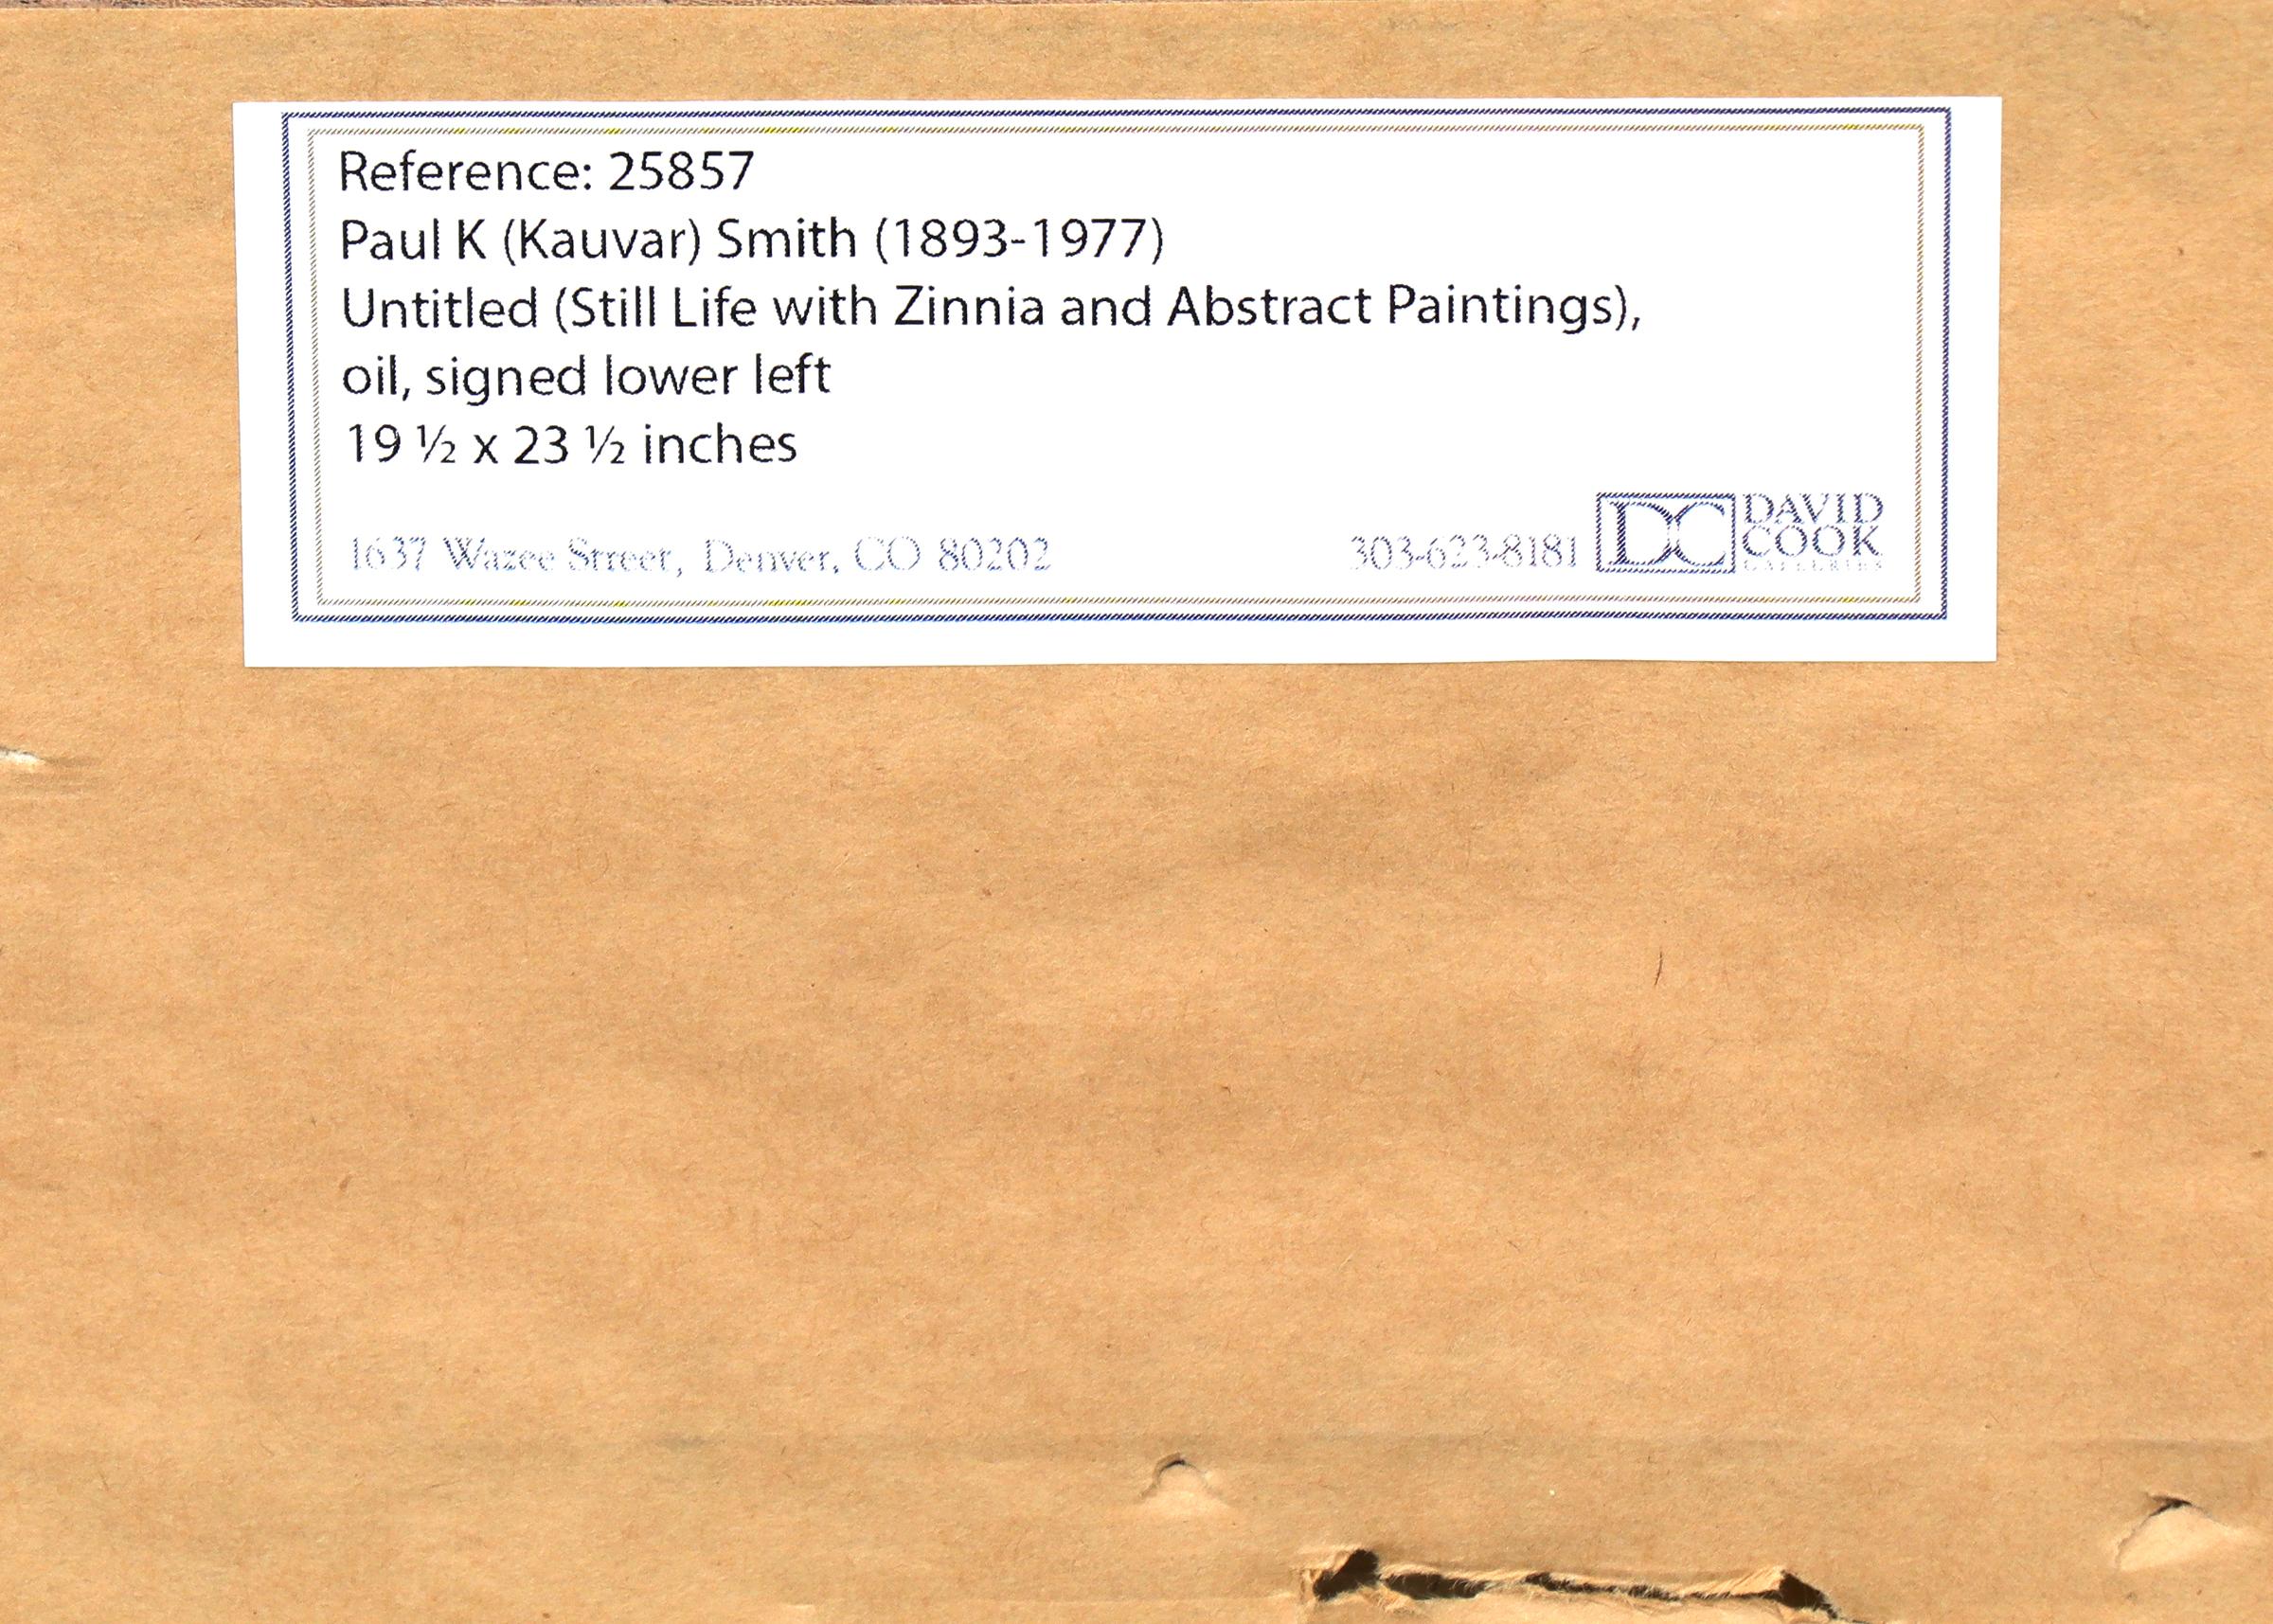 Reference: 25857
Paul K (Kauvar) Smith (1893-1977)
Untitled (Still Life with Zinnia and Abstract Paintings),
oil, signed lower left
19 ½ x 23 ½ inches
1637 Wazee Street, Denver, CO 80202
303-623-8181
DC
DAVID
COOK
GALLERIES